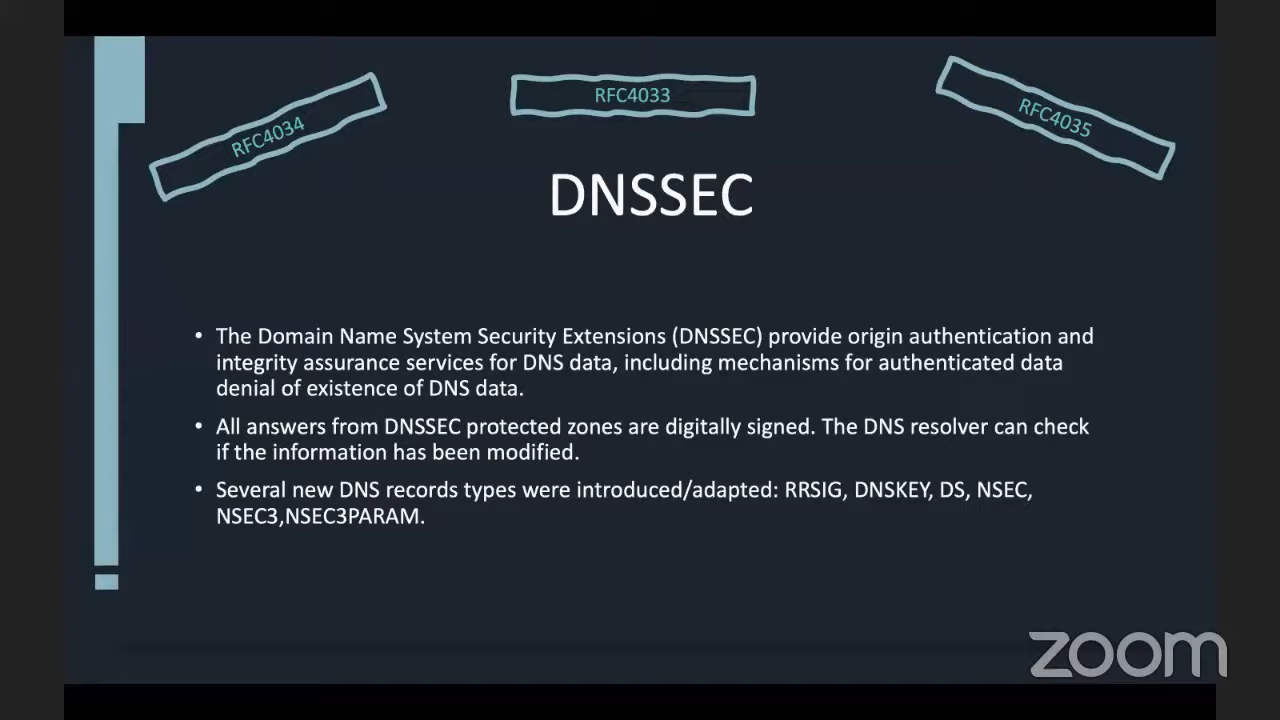 RFC4034
RFC4033
RFC4035
DNSSEC
• The Domain Name System Security Extensions (DNSSEC) provide origin authentication and
integrity assurance services for DNS data, including mechanisms for authenticated data
denial of existence of DNS data.
• All answers from DNSSEC protected zones are digitally signed. The DNS resolver can check
if the information has been modified.
• Several new DNS records types were introduced/adapted: RRSIG, DNSKEY, DS, NSEC,
NSEC3,NSEC3PARAM.
zoom